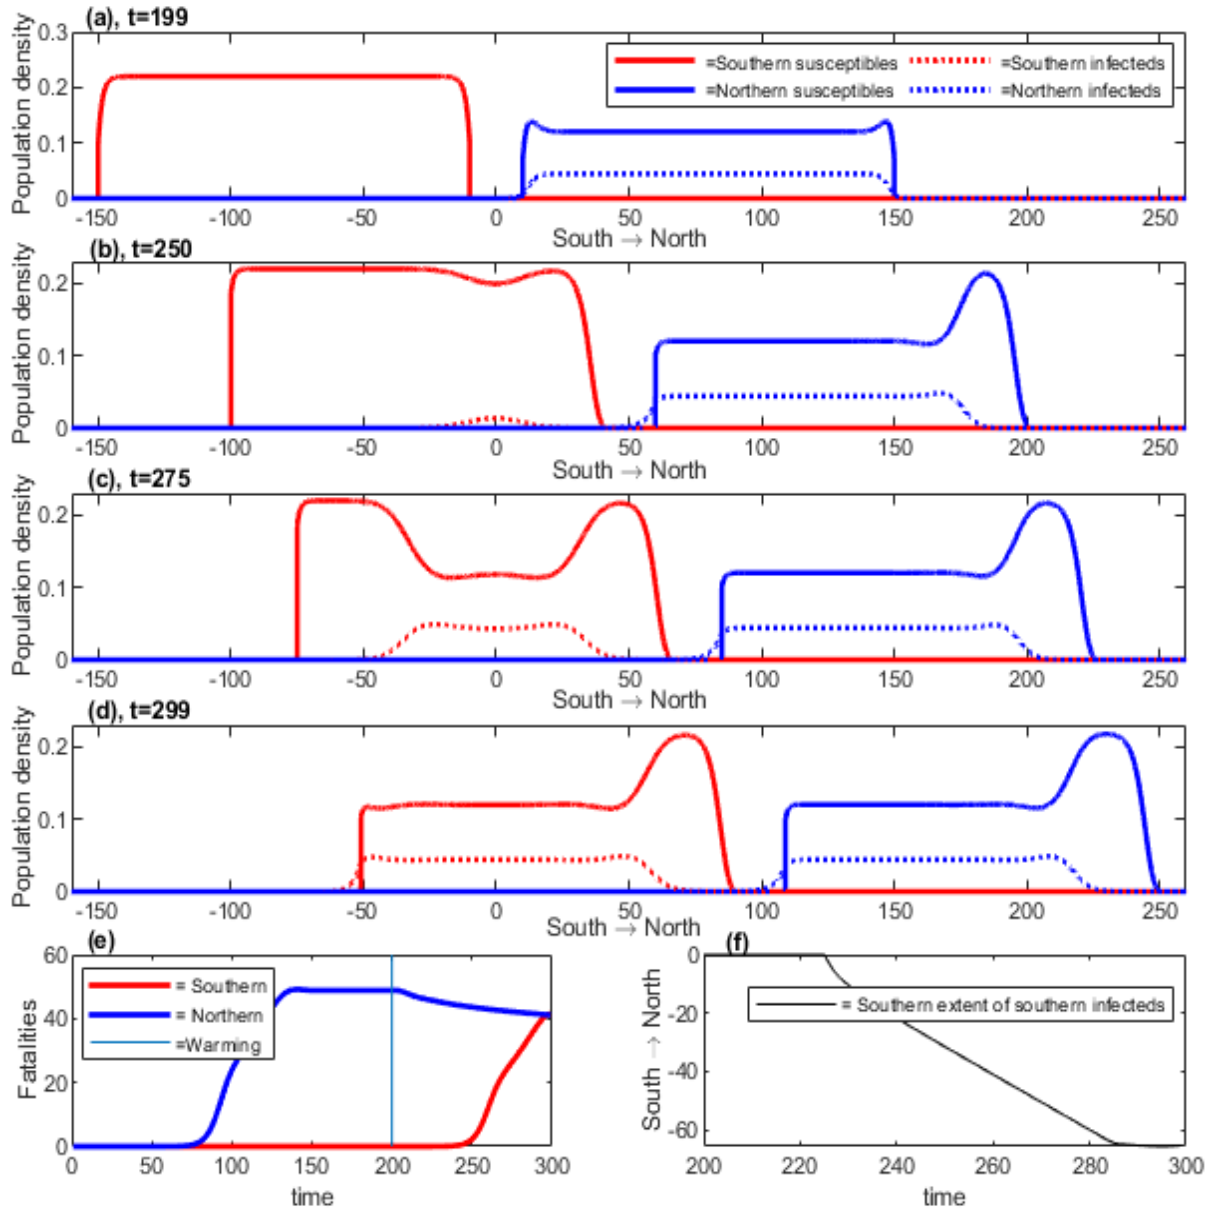 (a), t=199
Population density
0.3
0.2
0.1
0
=Southern susceptibles
=Southern infecteds
=Northern susceptibles
=Northern infecteds
-150 -100 -50 0 50 100 150 200 250
South → North
(b), t=250
Population density
0.2
0.1
0
-150 -100 -50 0 50 100 150 200 250
South → North
(c), t=275
Population density
0.2
0.1
0
-150 -100 -50 0 50 100 150 200 250
South → North
(d), t=299
Population density
0.2
0.1
0
-150 -100 -50 0 50 100 150 200 250
South → North
(e)
Fatalities
60
40
20
0
= Southern
= Northern
=Warming
0 50 100 150 200 250 300
time
(f)
South → North
0
-20
-40
-60
= Southern extent of southern infecteds
200 220 240 260 280 300
time